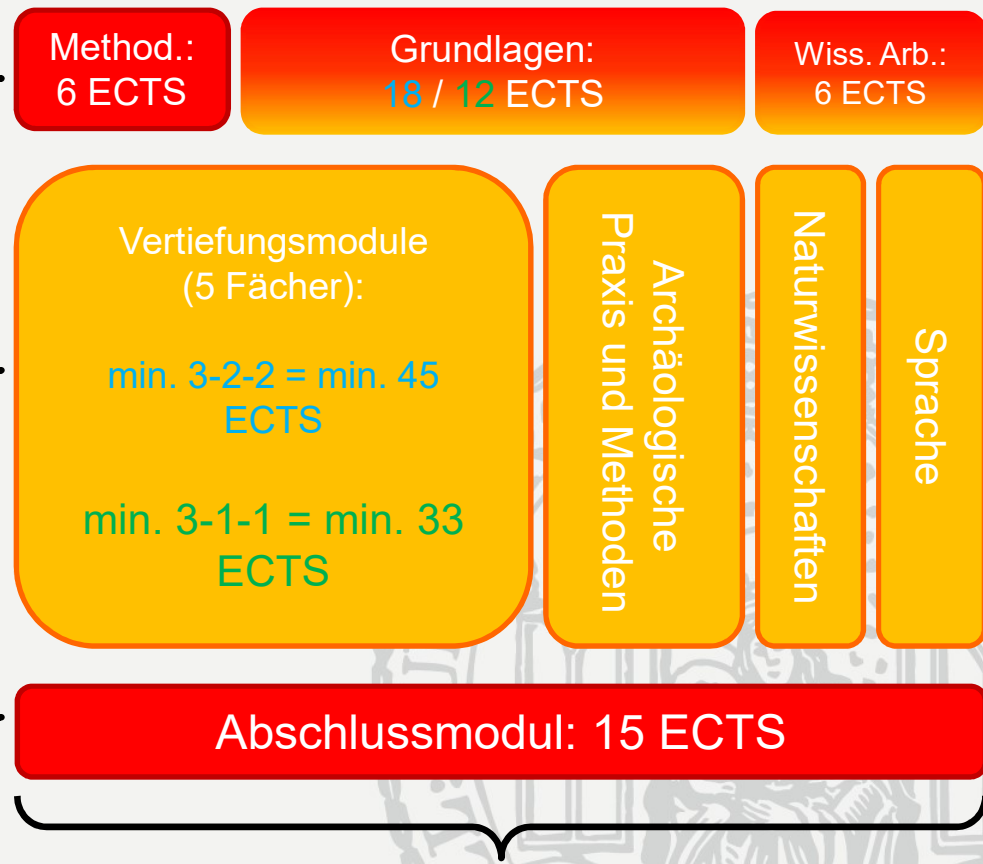 Method.:
6 ECTS
Grundlagen:
18 / 12 ECTS
Wiss. Arb.:
6 ECTS
Vertiefungsmodule
(5 Fächer):
min. 3-2-2 = min. 45
ECTS
min. 3-1-1 = min. 33
ECTS
Archäologische
Praxis und Methoden
Naturwissenschaften
Sprache
Abschlussmodul: 15 ECTS